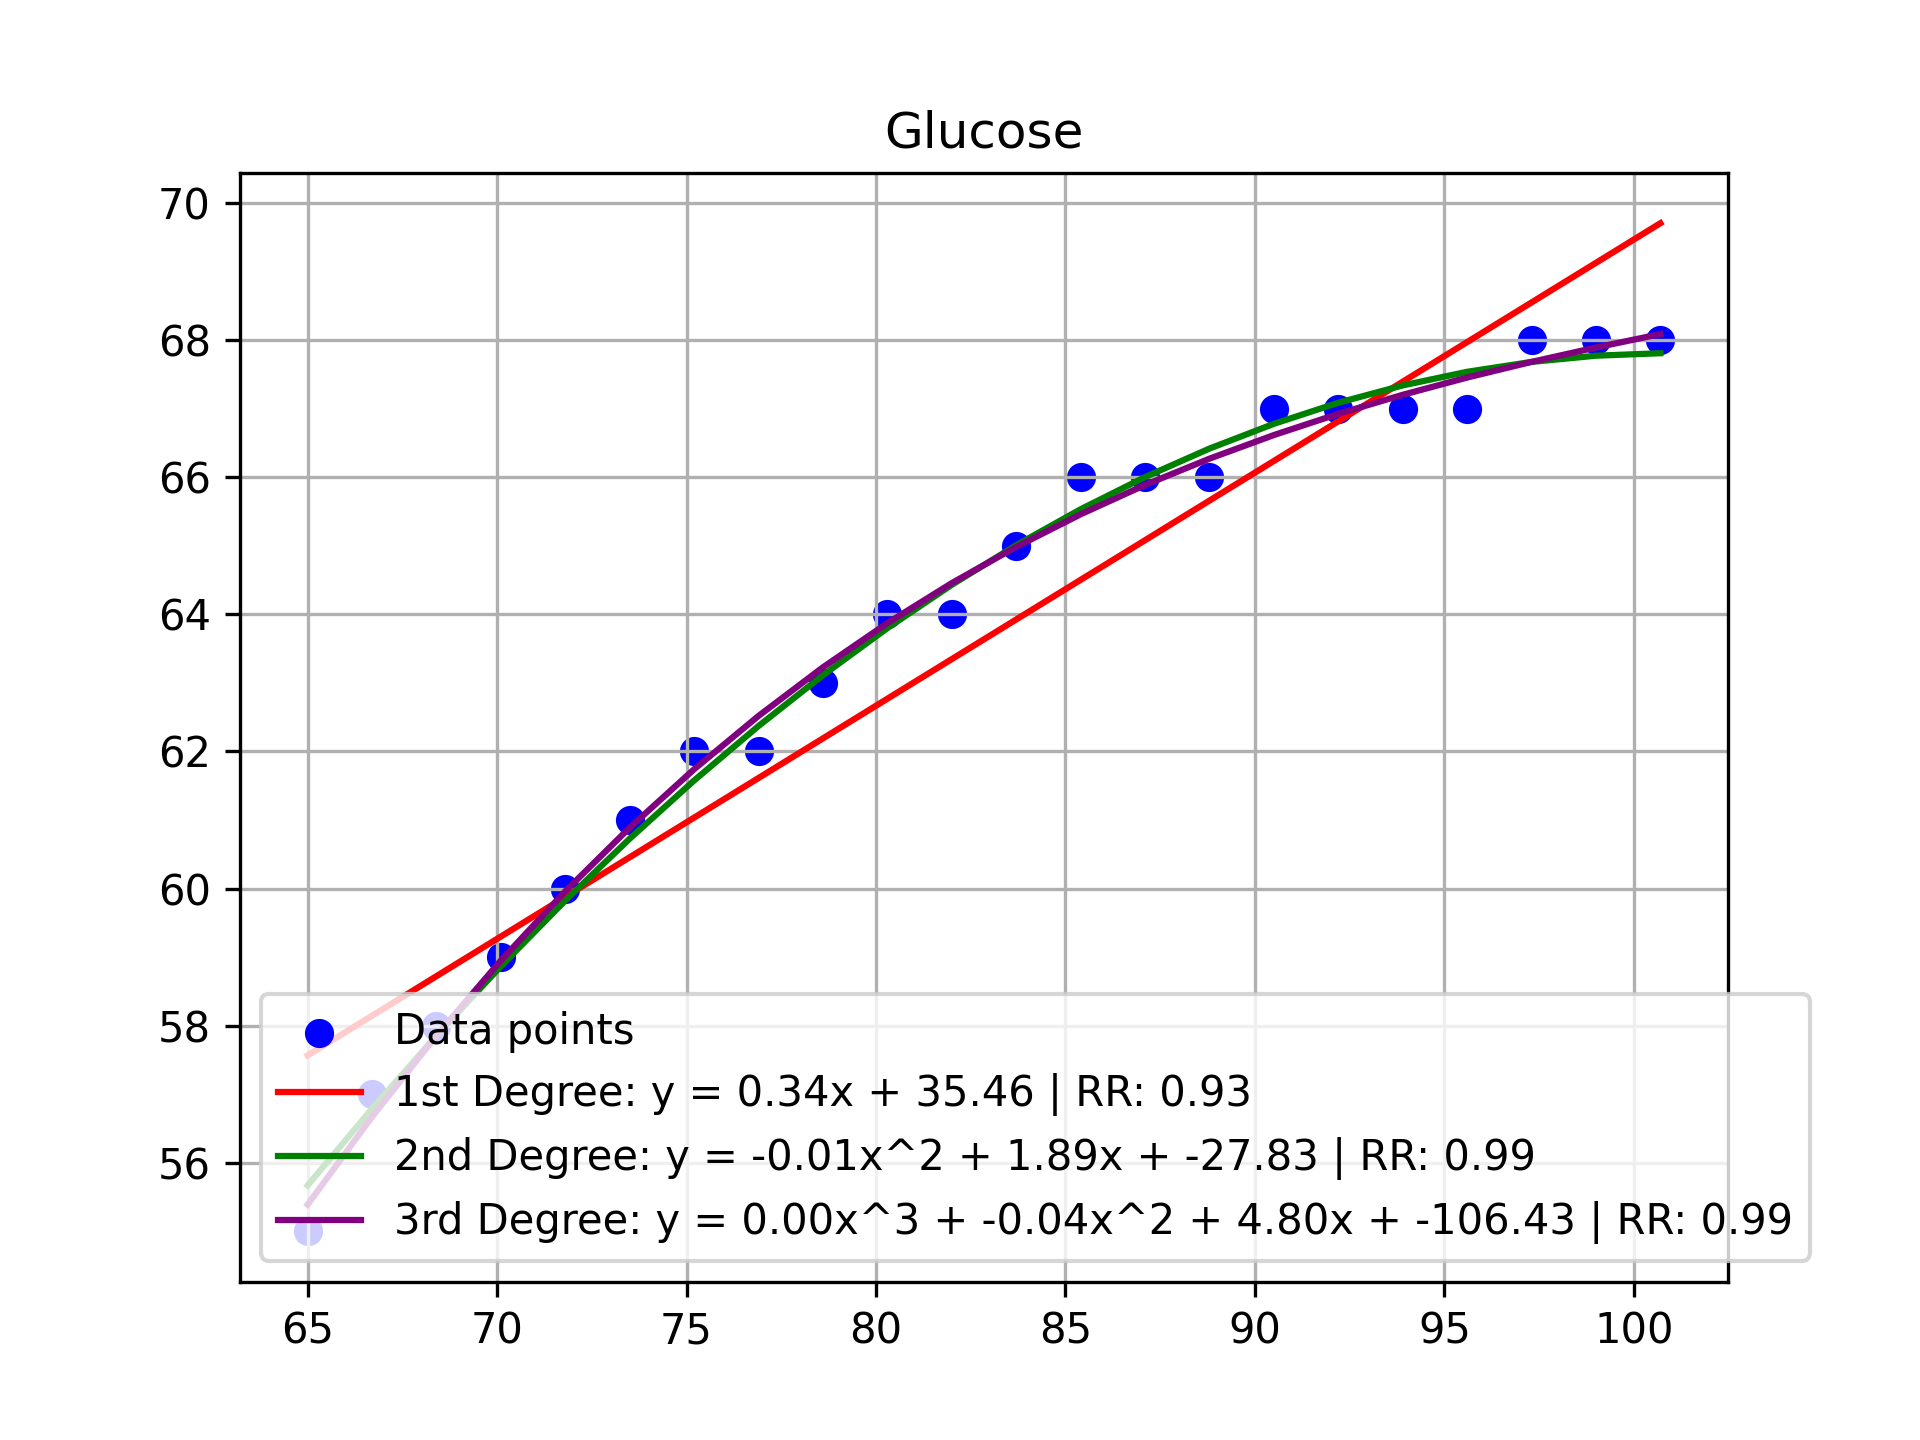 Glucose
70
68
66
64
62
60
58
56
Data points
1st Degree: y = 0.34x + 35.46 | RR: 0.93
2nd Degree: y = -0.01x^2 + 1.89x + -27.83 | RR: 0.99
3rd Degree: y = 0.00x^3 + -0.04x^2 + 4.80x + -106.43 | RR: 0.99
65 70 75 80 85 90 95 100